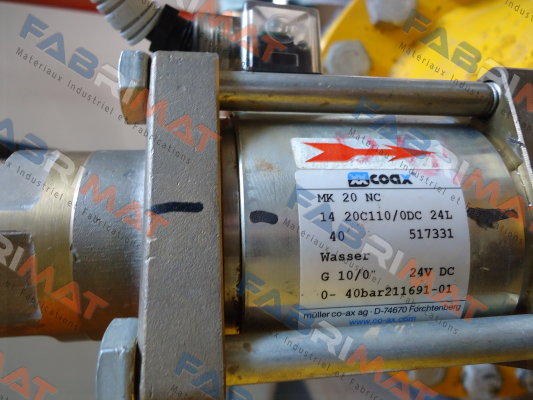 coax
MK 20 NC
14 20C110/0DC 24L
40 517331
Wasser
G 10/0" 24V DC
0- 40bar211691-01
müller co-ax ag · D-74670 Forchtenberg
www.co-ax.com
FABRIMAT
Materiaux Industriel et Fabrications